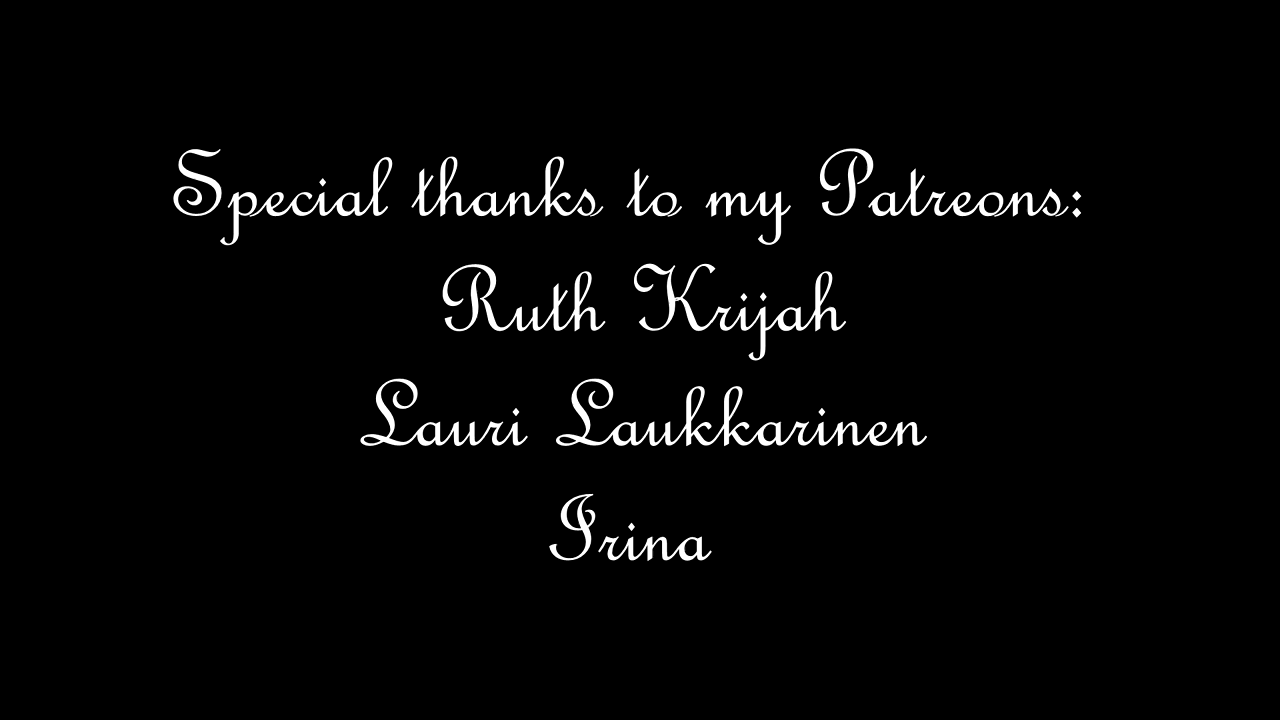 Special thanks to my Patreons:
Ruth Krijah
Lauri Laukkarinen
Irina